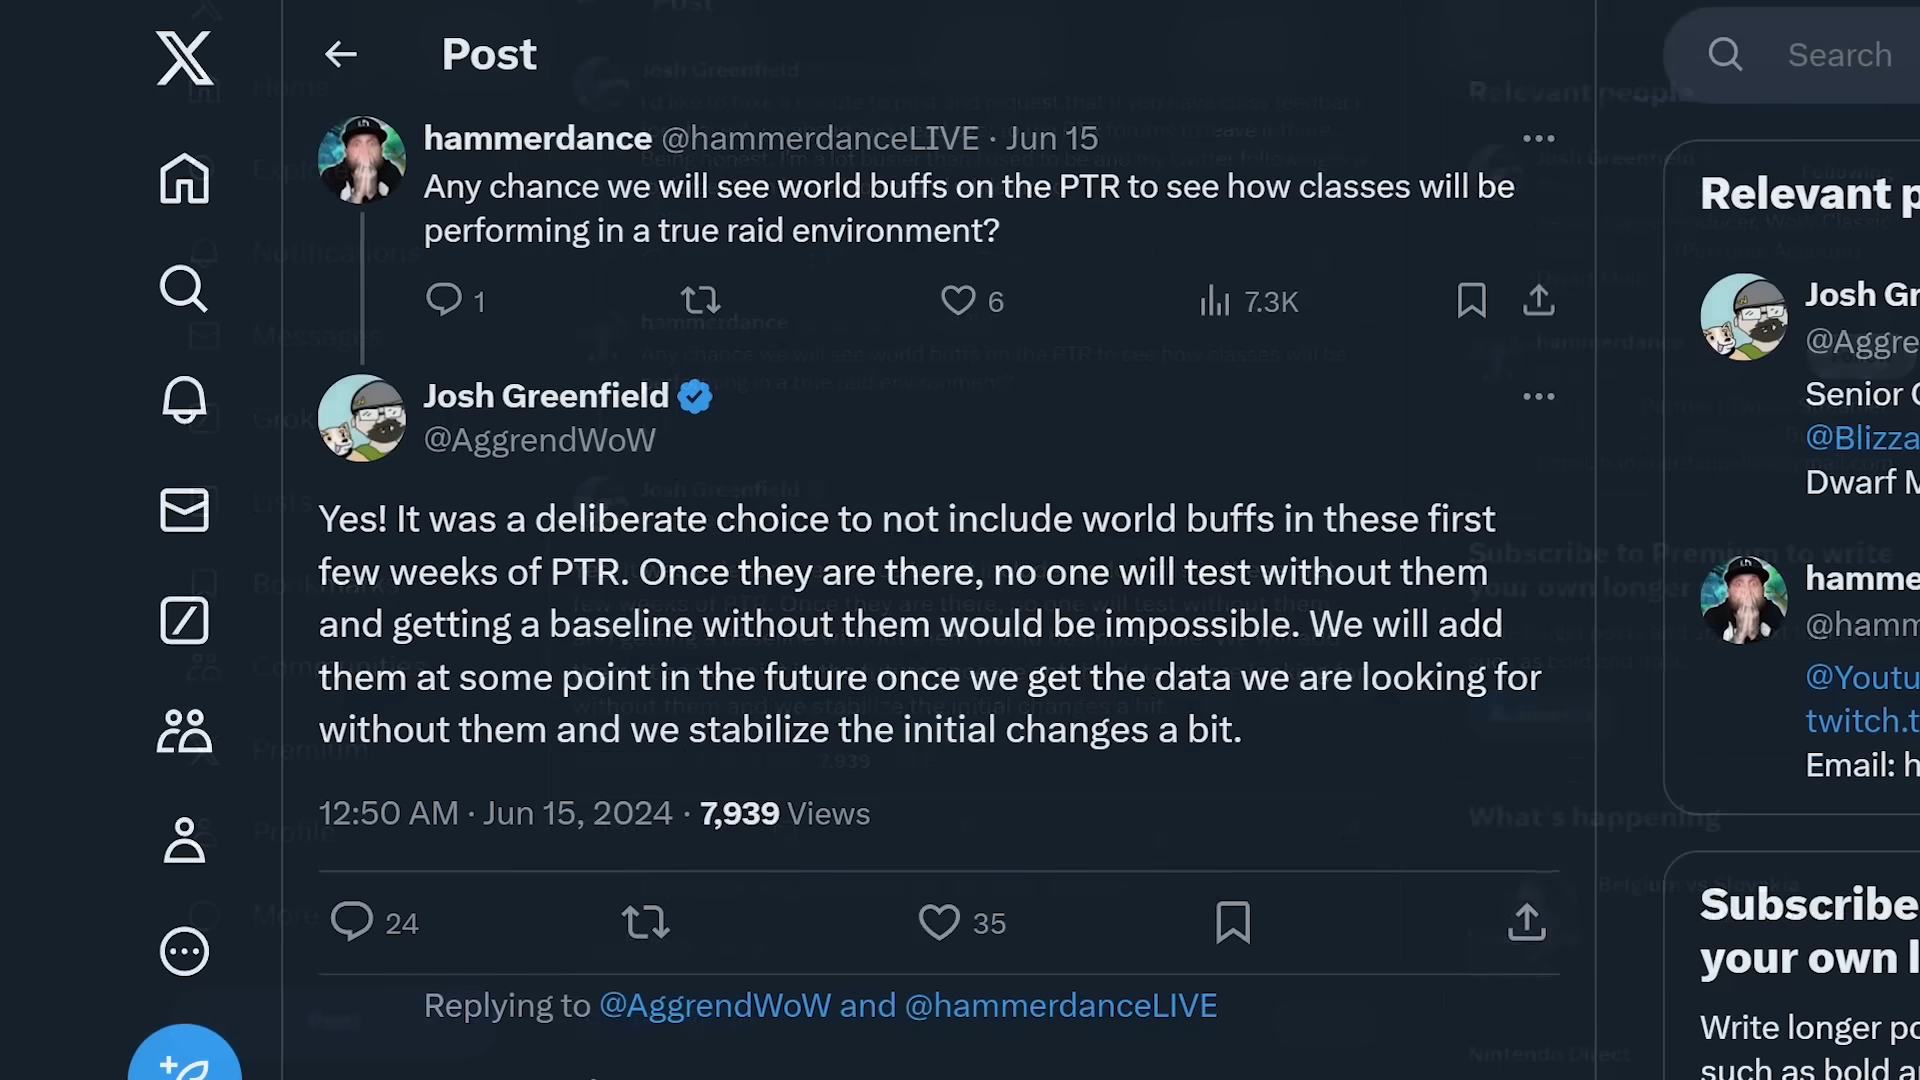 Post
Search
hammerdance @hammerdanceLIVE · Jun 15
Any chance we will see world buffs on the PTR to see how classes will be
performing in a true raid environment?
1
6
7.3K
Josh Greenfield
@AggrendWoW
Yes! It was a deliberate choice to not include world buffs in these first
few weeks of PTR. Once they are there, no one will test without them
and getting a baseline without them would be impossible. We will add
them at some point in the future once we get the data we are looking for
without them and we stabilize the initial changes a bit.
12:50 AM · Jun 15, 2024 · 7,939 Views
24
35
Replying to @AggrendWoW and @hammerdanceLIVE
Relevant p
Josh Gr
@Aggre
Senior
@Blizza
Dwarf M
hamme
@hamm
@Youtu
twitch.t
Email: h
Subscribe
your own l
Write longer po
such as bold a